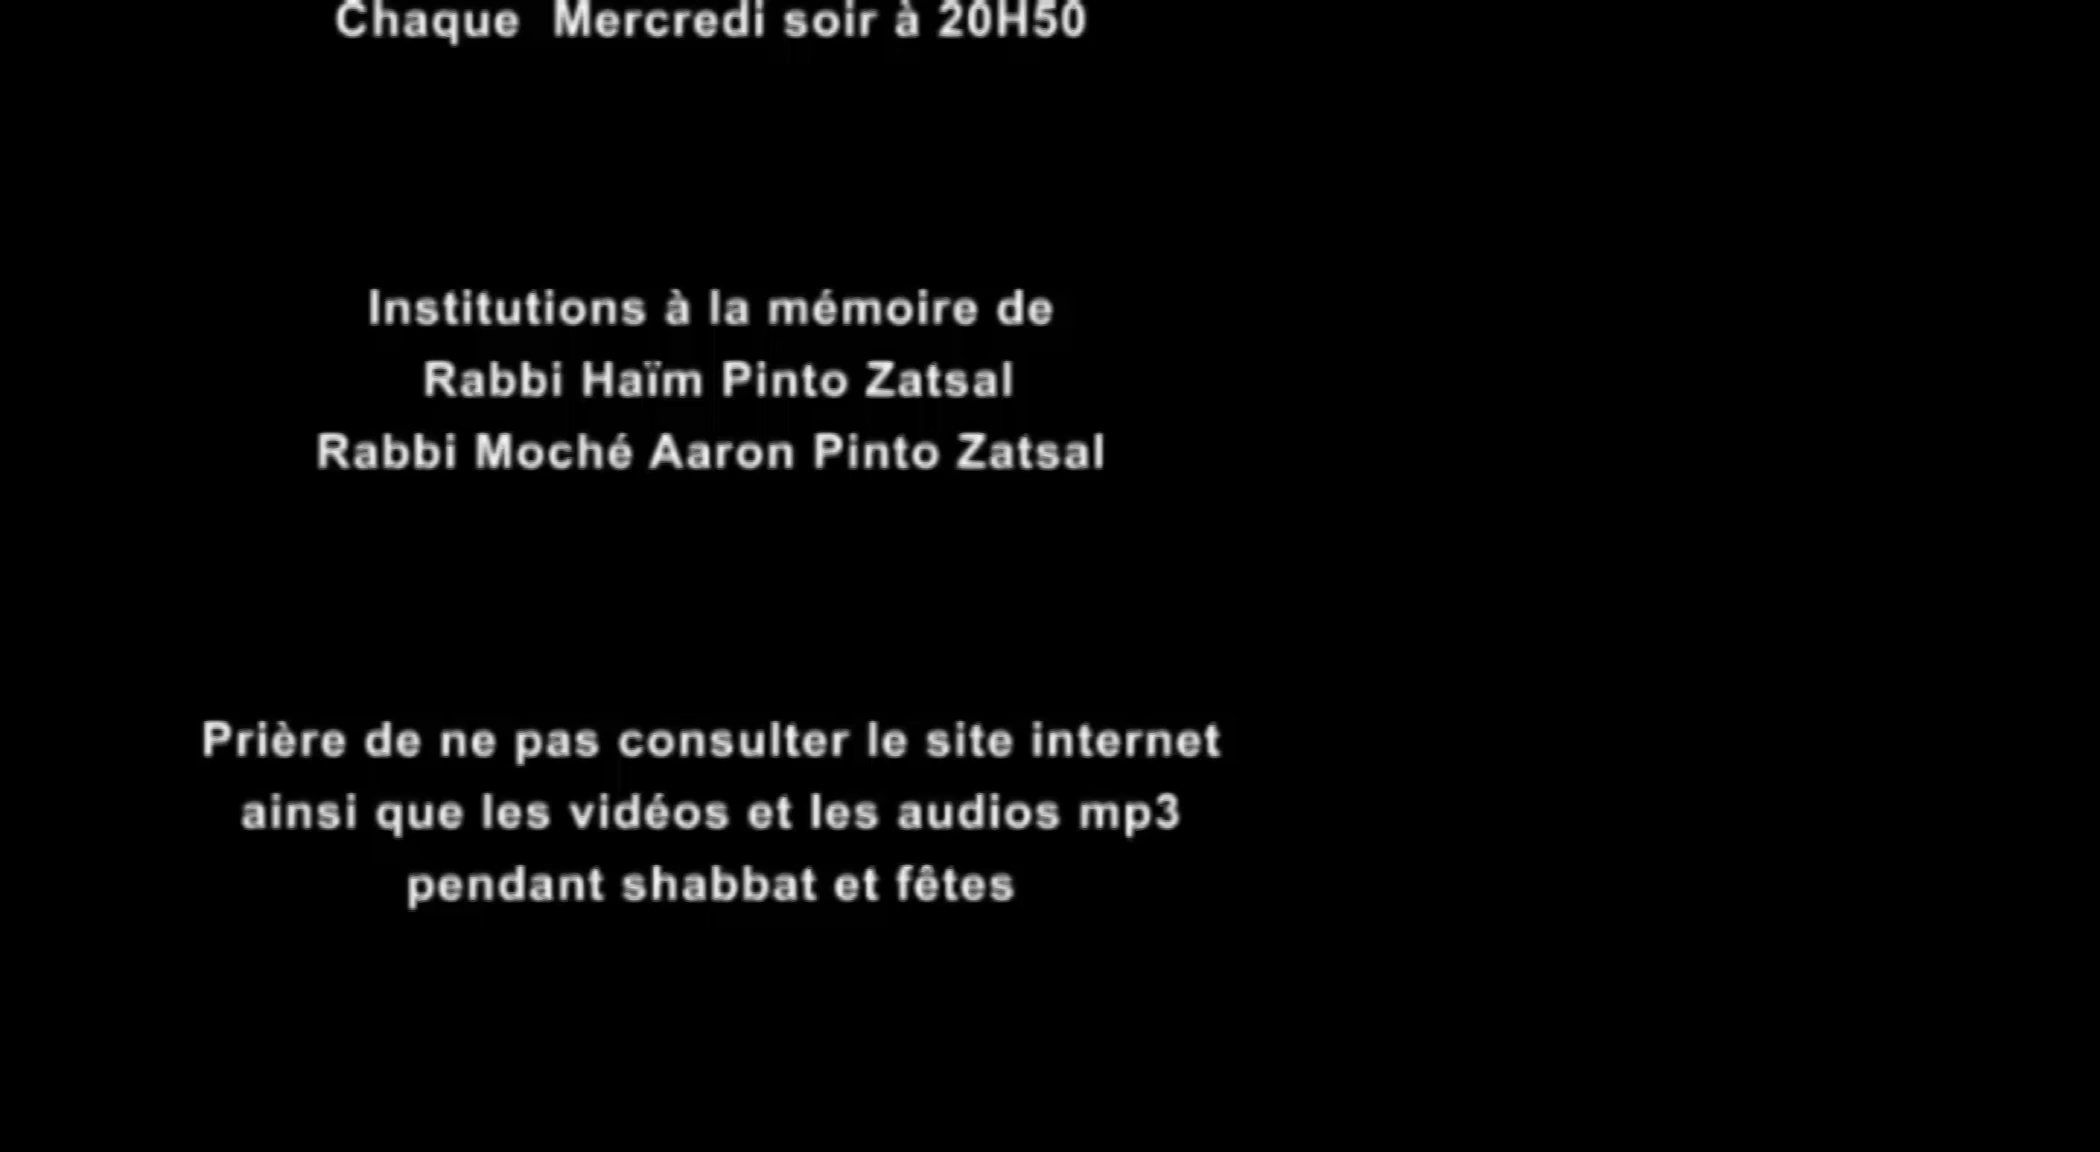 Chaque  Mercredi soir à 20H50
Institutions à la mémoire de
Rabbi Haïm Pinto Zatsal
Rabbi Moché Aaron Pinto Zatsal
Prière de ne pas consulter le site internet
ainsi que les vidéos et les audios mp3
pendant shabbat et fêtes